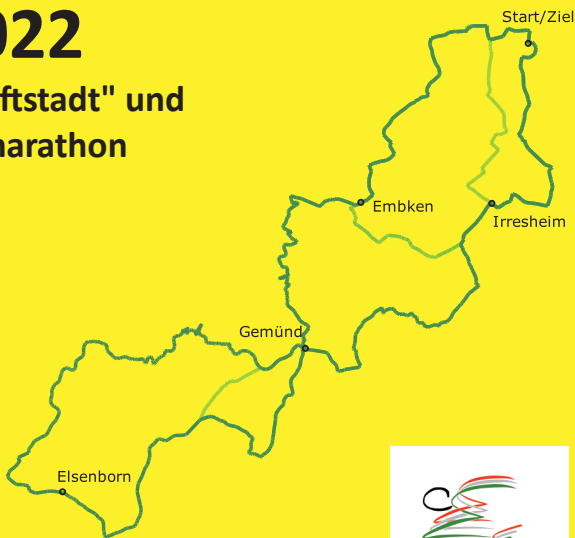 022
ftstadt" und
narathon
Start/Ziel
Embken
Irresheim
Gemünd
Elsenborn